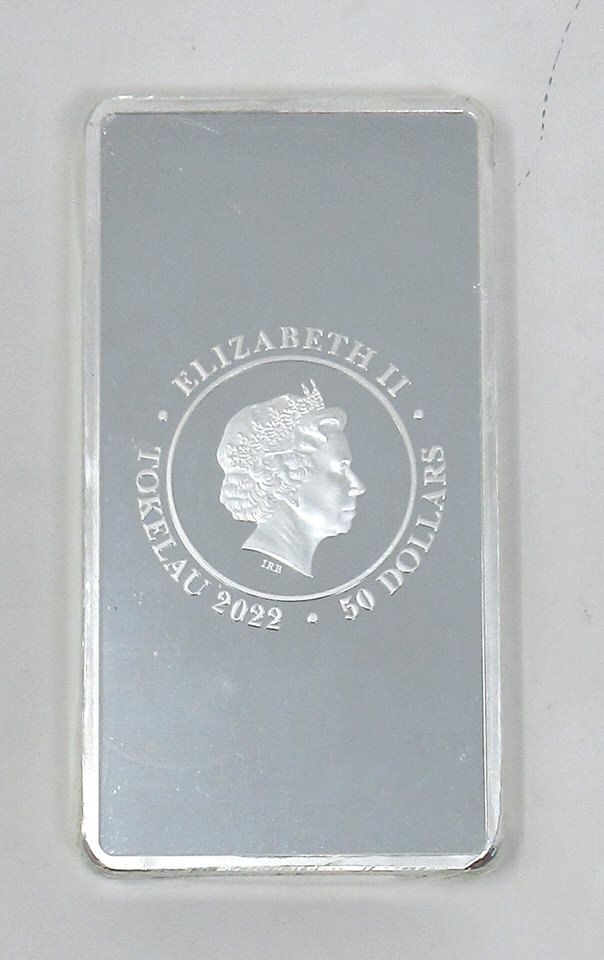 ELIZABETH II
TOKELAU 2022 • 50 DOLLARS
IRB